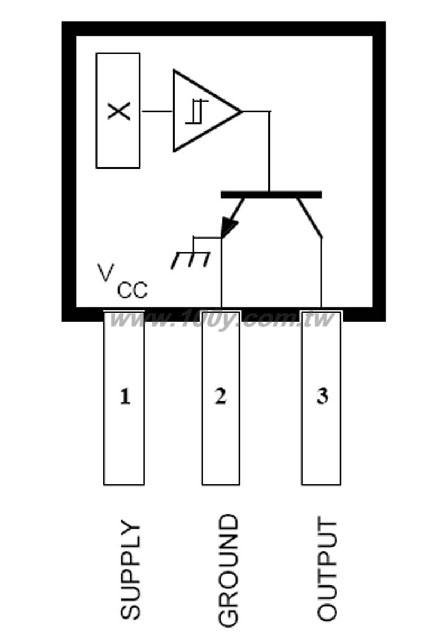 X
VCC
www.100y.com.tw
1 2 3
SUPPLY
GROUND
OUTPUT